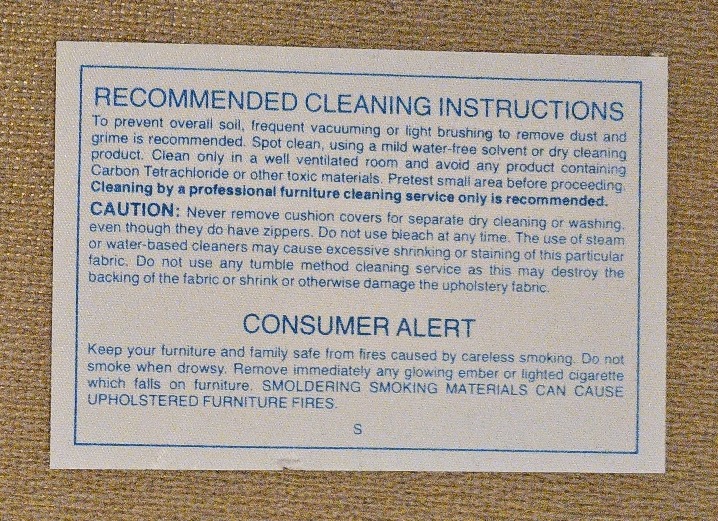 RECOMMENDED CLEANING INSTRUCTIONS
To prevent overall soil, frequent vacuuming or light brushing to remove dust and
grime is recommended. Spot clean, using a mild water-free solvent or dry cleaning
product. Clean only in a well ventilated room and avoid any product containing
Carbon Tetrachloride or other toxic materials. Pretest small area before proceeding.
Cleaning by a professional furniture cleaning service only is recommended.
CAUTION: Never remove cushion covers for separate dry cleaning or washing,
even though they do have zippers. Do not use bleach at any time. The use of steam
or water-based cleaners may cause excessive shrinking or staining of this particular
fabric. Do not use any tumble method cleaning service as this may destroy the
backing of the fabric or shrink or otherwise damage the upholstery fabric.
CONSUMER ALERT
Keep your furniture and family safe from fires caused by careless smoking. Do not
smoke when drowsy. Remove immediately any glowing ember or lighted cigarette
which falls on furniture. SMOLDERING SMOKING MATERIALS CAN CAUSE
UPHOLSTERED FURNITURE FIRES.
S